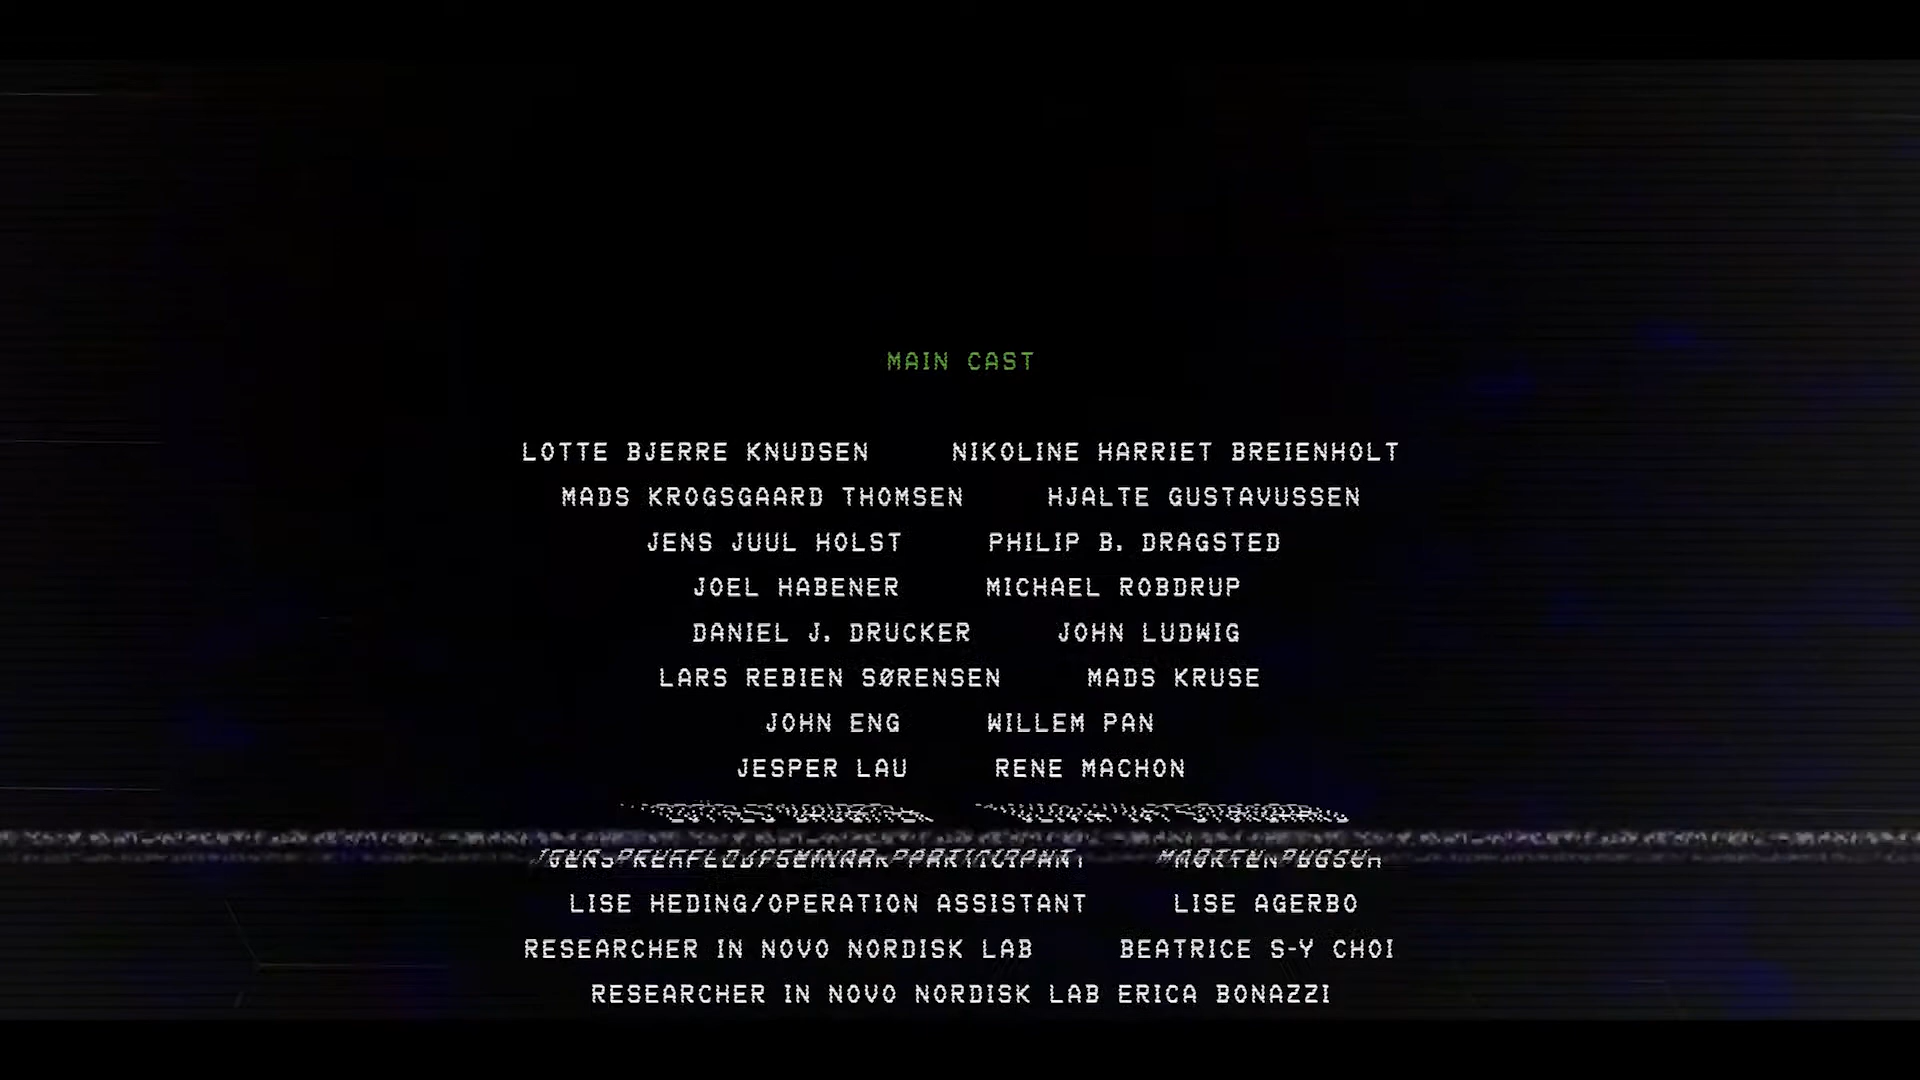 MAIN CAST
LOTTE BJERRE KNUDSEN NIKOLINE HARRIET BREIENHOLT
MADS KROGSGAARD THOMSEN HJALTE GUSTAVUSSEN
JENS JUUL HOLST PHILIP B. DRAGSTED
JOEL HABENER MICHAEL ROBDRUP
DANIEL J. DRUCKER JOHN LUDWIG
LARS REBIEN SØRENSEN MADS KRUSE
JOHN ENG WILLEM PAN
JESPER LAU RENE MACHON
PARTICIPANT
LISE HEDING/OPERATION ASSISTANT LISE AGERBO
RESEARCHER IN NOVO NORDISK LAB BEATRICE S-Y CHOI
RESEARCHER IN NOVO NORDISK LAB ERICA BONAZZI